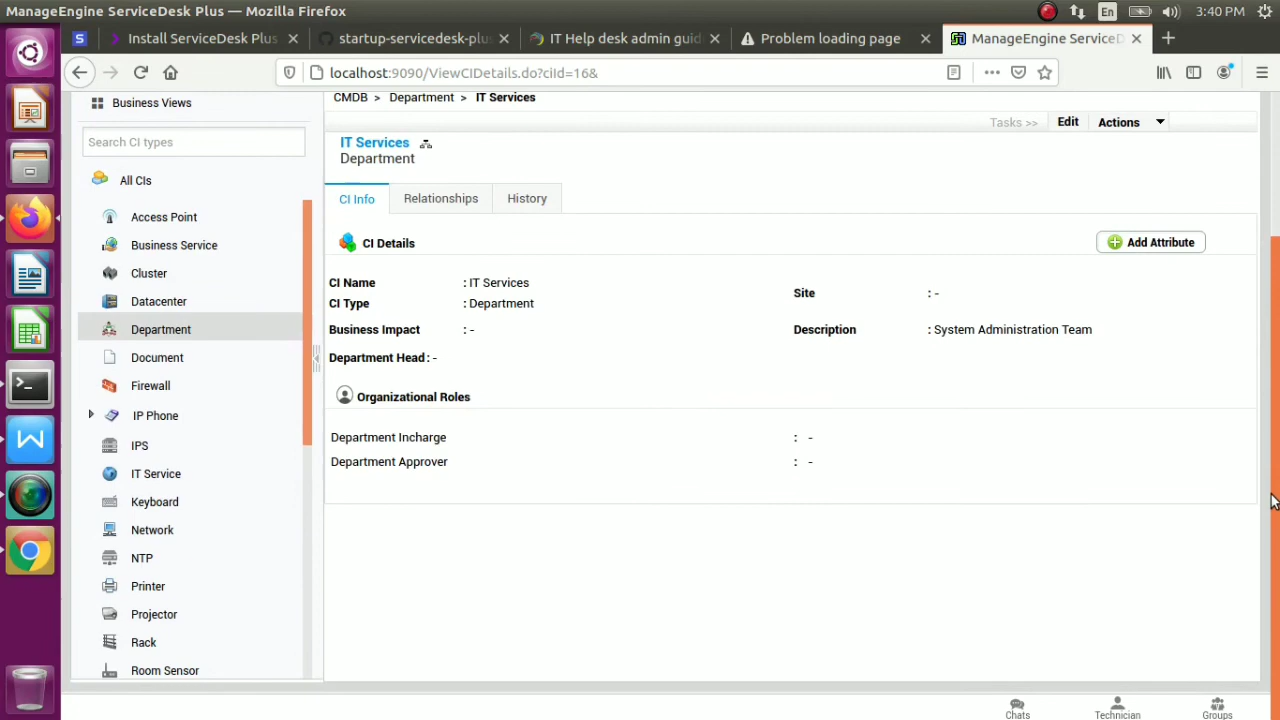 ManageEngine ServiceDesk Plus — Mozilla Firefox
En
3:40 PM
S
Install ServiceDesk Plus
startup-servicedesk-plu
IT Help desk admin guid
Problem loading page
ManageEngine ServiceD
localhost:9090/ViewCIDetails.do?ciId=16&
Business Views
CMDB > Department > IT Services
Tasks >> Edit Actions
Search CI types
IT Services
Department
All CIs
CI Info Relationships History
Access Point
Business Service
CI Details
Add Attribute
Cluster
CI Name : IT Services
Site : -
Datacenter
CI Type : Department
Department
Business Impact : -
Description : System Administration Team
Document
Department Head : -
Firewall
Organizational Roles
IP Phone
Department Incharge : -
IPS
Department Approver : -
IT Service
Keyboard
Network
NTP
Printer
Projector
Rack
Room Sensor
Chats Technician Groups